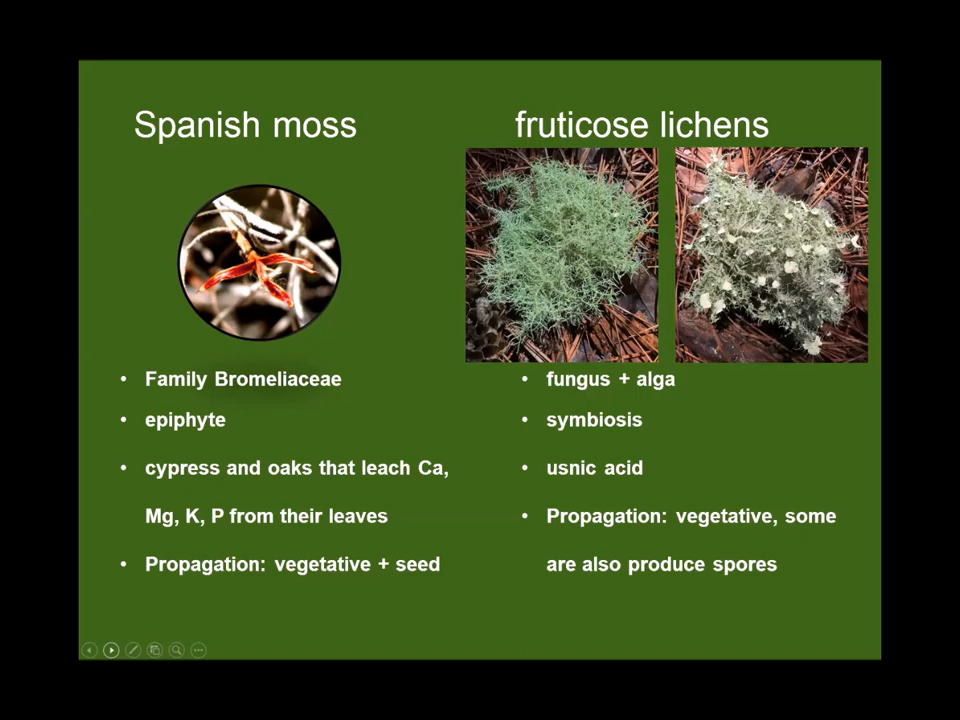 Spanish moss
• Family Bromeliaceae
• epiphyte
• cypress and oaks that leach Ca,
Mg, K, P from their leaves
• Propagation: vegetative + seed
fruticose lichens
• fungus + alga
• symbiosis
• usnic acid
• Propagation: vegetative, some
are also produce spores